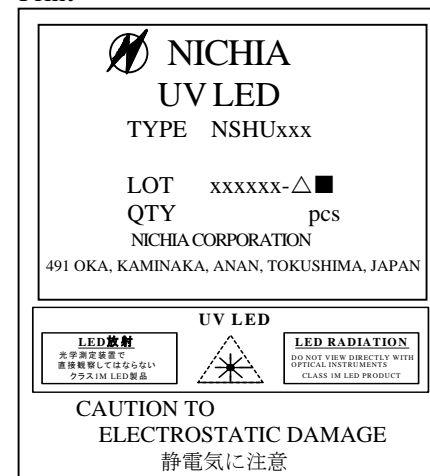 NICHIA
UV LED
TYPE NSHUxxx
LOT xxxxxx-△■
QTY pcs
NICHIA CORPORATION
491 OKA, KAMINAKA, ANAN, TOKUSHIMA, JAPAN
UV LED
LED放射
光学測定装置で
直接観察してはならない
クラス1M LED製品
LED RADIATION
DO NOT VIEW DIRECTLY WITH
OPTICAL INSTRUMENTS
CLASS 1M LED PRODUCT
CAUTION TO
ELECTROSTATIC DAMAGE
静電気に注意